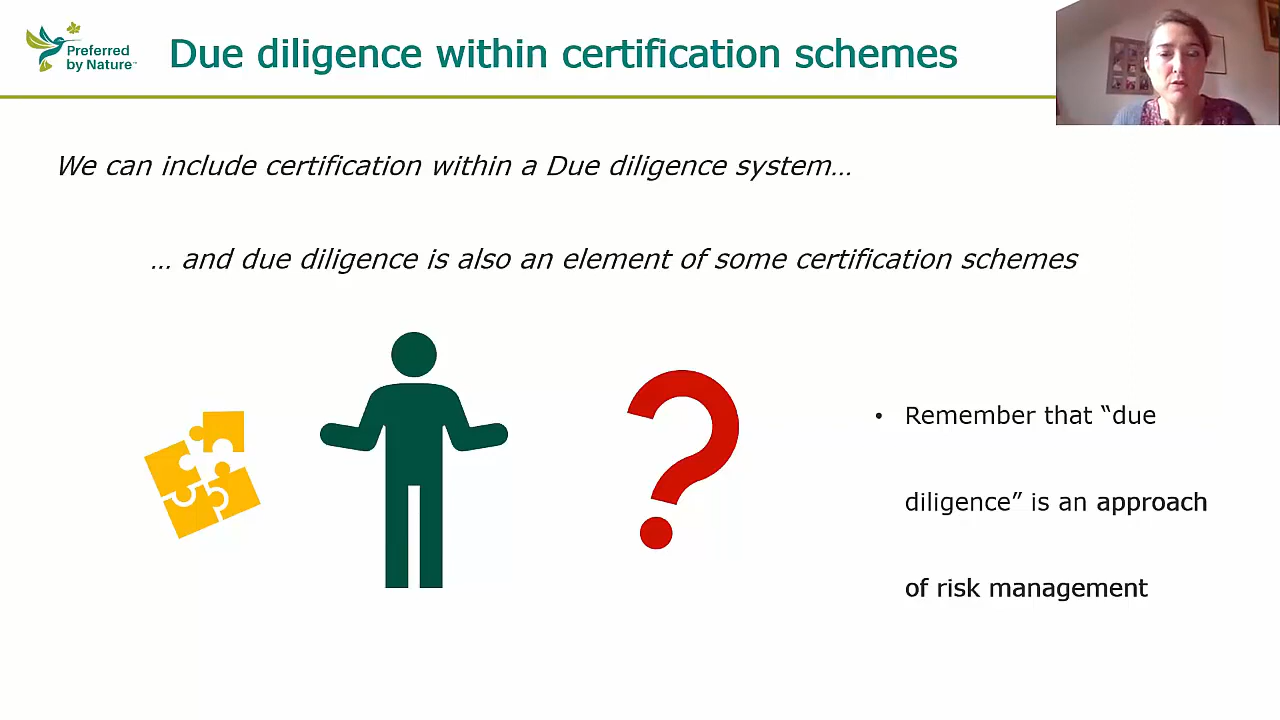 Preferred
by Nature™
Due diligence within certification schemes
We can include certification within a Due diligence system…
… and due diligence is also an element of some certification schemes
• Remember that “due
diligence” is an approach
of risk management